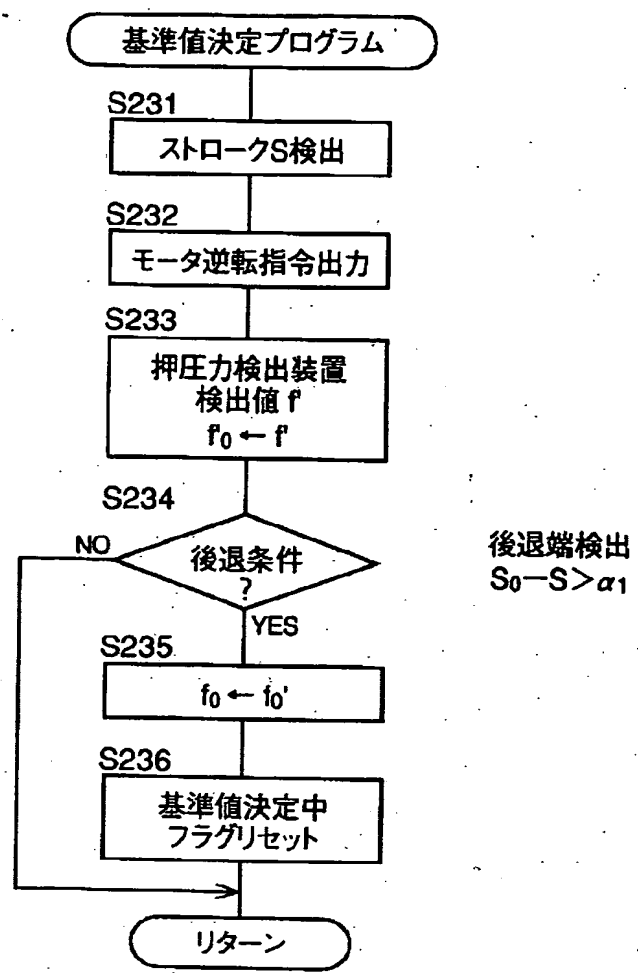 基準値決定プログラム
S231
ストロークS検出
S232
モータ逆転指令出力
S233
押圧力検出装置
検出値 f'
f'0 ← f'
S234
NO
後退条件
?
YES
後退端検出
S0−S>α1
S235
f0 ← f0'
S236
基準値決定中
フラグリセット
リターン